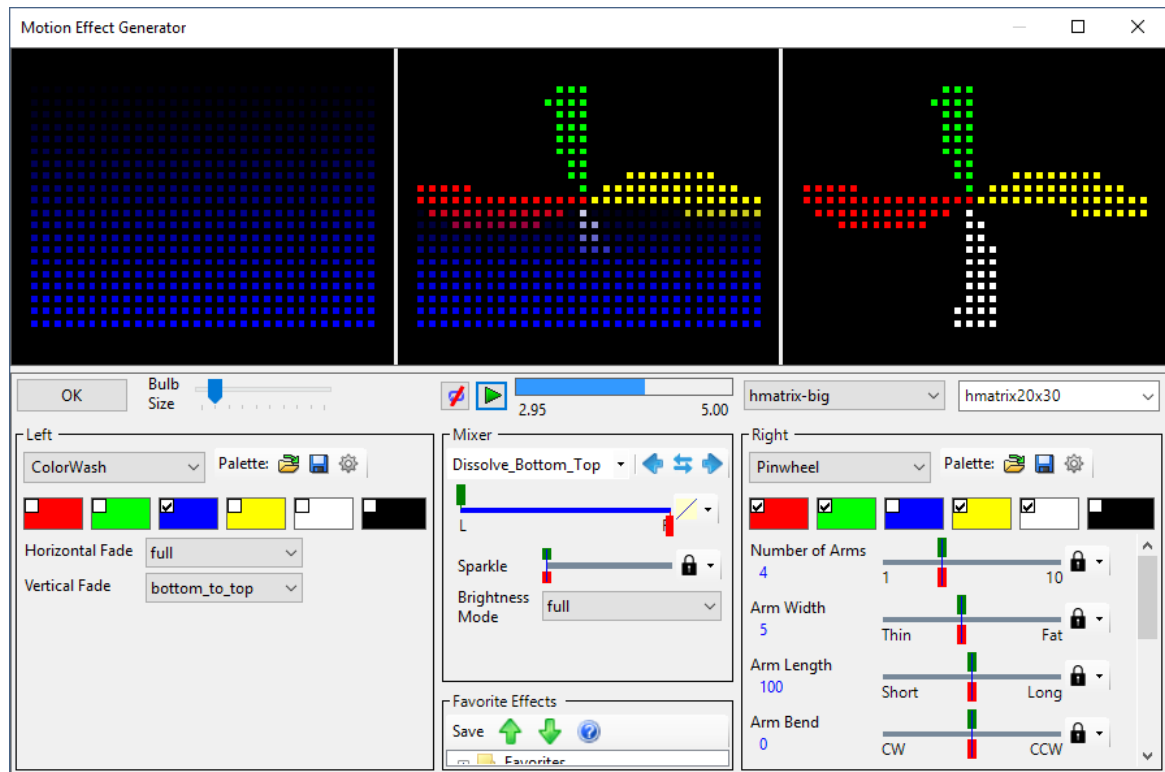 Motion Effect Generator
OK
Bulb Size
2.95
5.00
hmatrix-big
hmatrix20x30
Left
ColorWash
Palette:
Horizontal Fade
full
Vertical Fade
bottom_to_top
Mixer
Dissolve_Bottom_Top
L
Sparkle
Brightness Mode
full
Favorite Effects
Save
Favorites
Right
Pinwheel
Palette:
Number of Arms
4
1
10
Arm Width
5
Thin
Fat
Arm Length
100
Short
Long
Arm Bend
0
CW
CCW